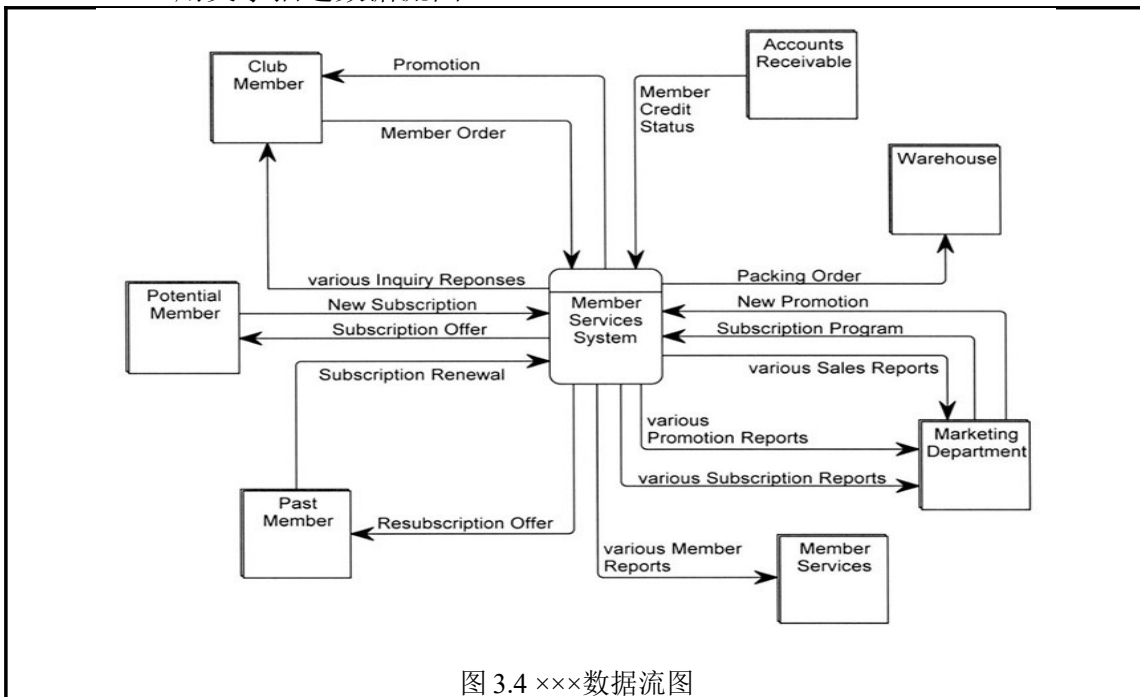 Club
Member
Promotion
Accounts
Receivable
Member
Credit
Status
Member Order
Warehouse
various Inquiry Reponses
Packing Order
Potential
Member
New Subscription
Member
Services
System
New Promotion
Subscription Offer
Subscription Program
Subscription Renewal
various Sales Reports
various
Promotion Reports
Marketing
Department
various Subscription Reports
Past
Member
Resubscription Offer
various Member
Reports
Member
Services
图 3.4 ×××数据流图